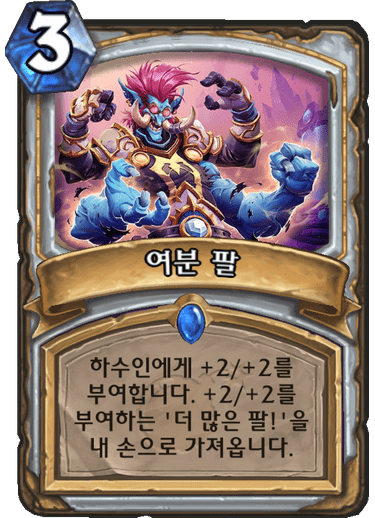 3
여분 팔
하수인에게 +2/+2를
부여합니다. +2/+2를
부여하는 '더 많은 팔!'을
내 손으로 가져옵니다.